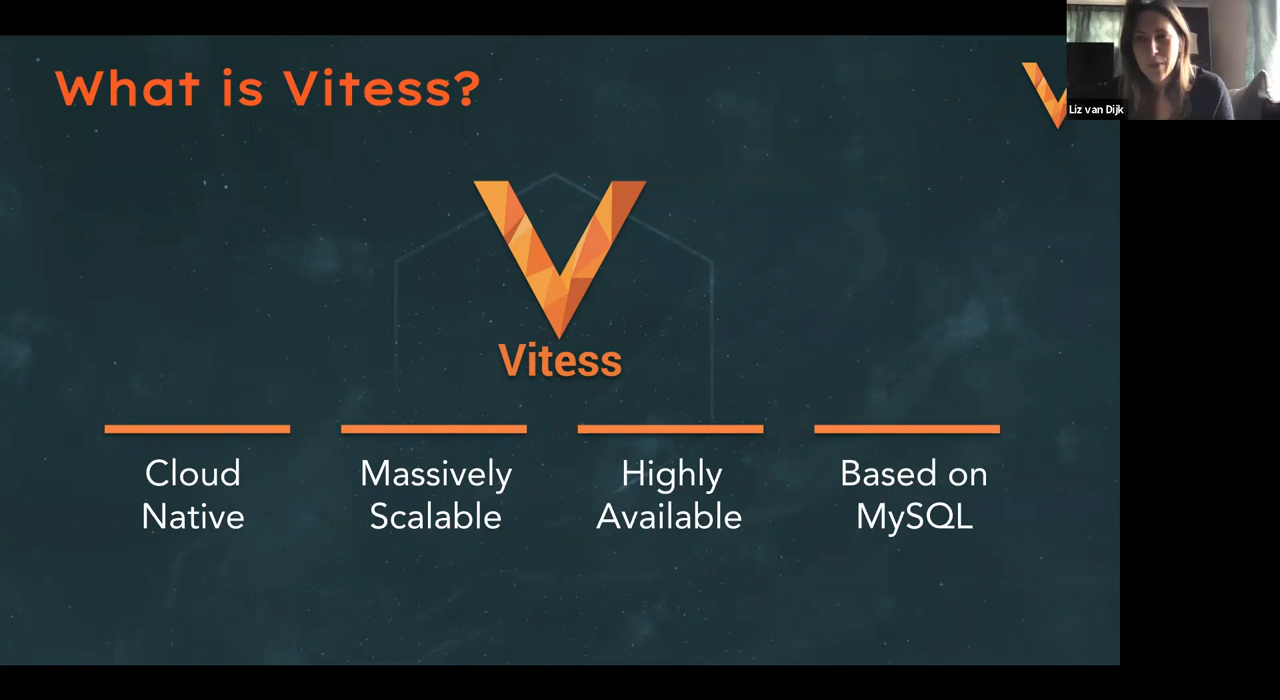 What is Vitess?
Liz van Dijk
Vitess
Cloud
Native
Massively
Scalable
Highly
Available
Based on
MySQL